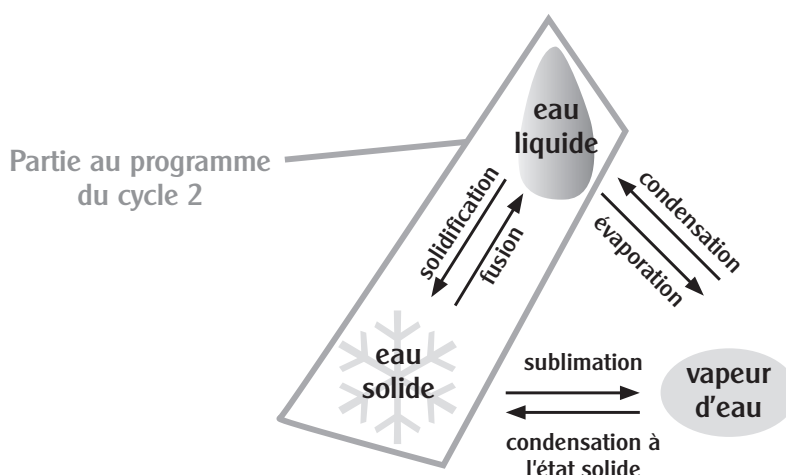 eau
liquide
Partie au programme
du cycle 2
solidification
fusion
condensation
évaporation
eau
solide
sublimation
vapeur
d'eau
condensation à
l'état solide